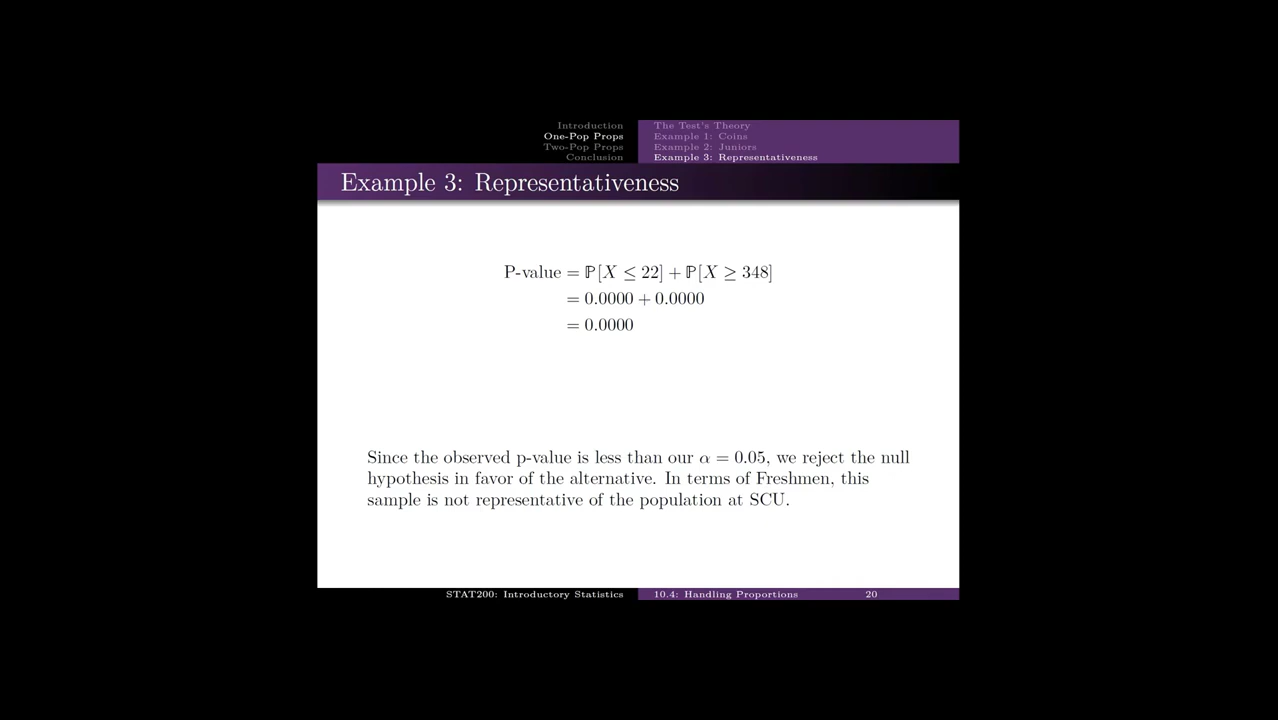 Introduction
One-Pop Props
Two-Pop Props
Conclusion
The Test's Theory
Example 1: Coins
Example 2: Juniors
Example 3: Representativeness
Example 3: Representativeness
P-value = ℙ[X ≤ 22] + ℙ[X ≥ 348]
= 0.0000 + 0.0000
= 0.0000
Since the observed p-value is less than our α = 0.05, we reject the null
hypothesis in favor of the alternative. In terms of Freshmen, this
sample is not representative of the population at SCU.
STAT200: Introductory Statistics
10.4: Handling Proportions
20